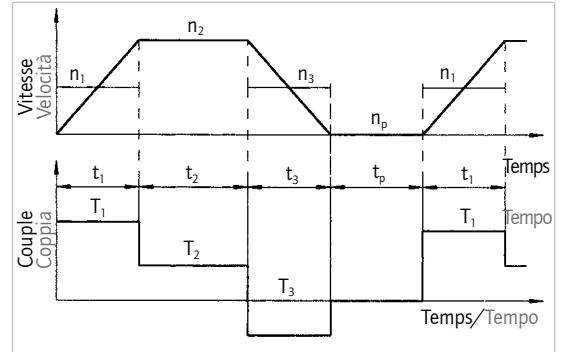 Vitesse
Velocità
n₂
n₁
n₃
nₚ
n₁
Temps
Tempo
t₁ t₂ t₃ tₚ t₁
Couple
Coppia
T₁
T₂
T₃
T₁
Temps/Tempo